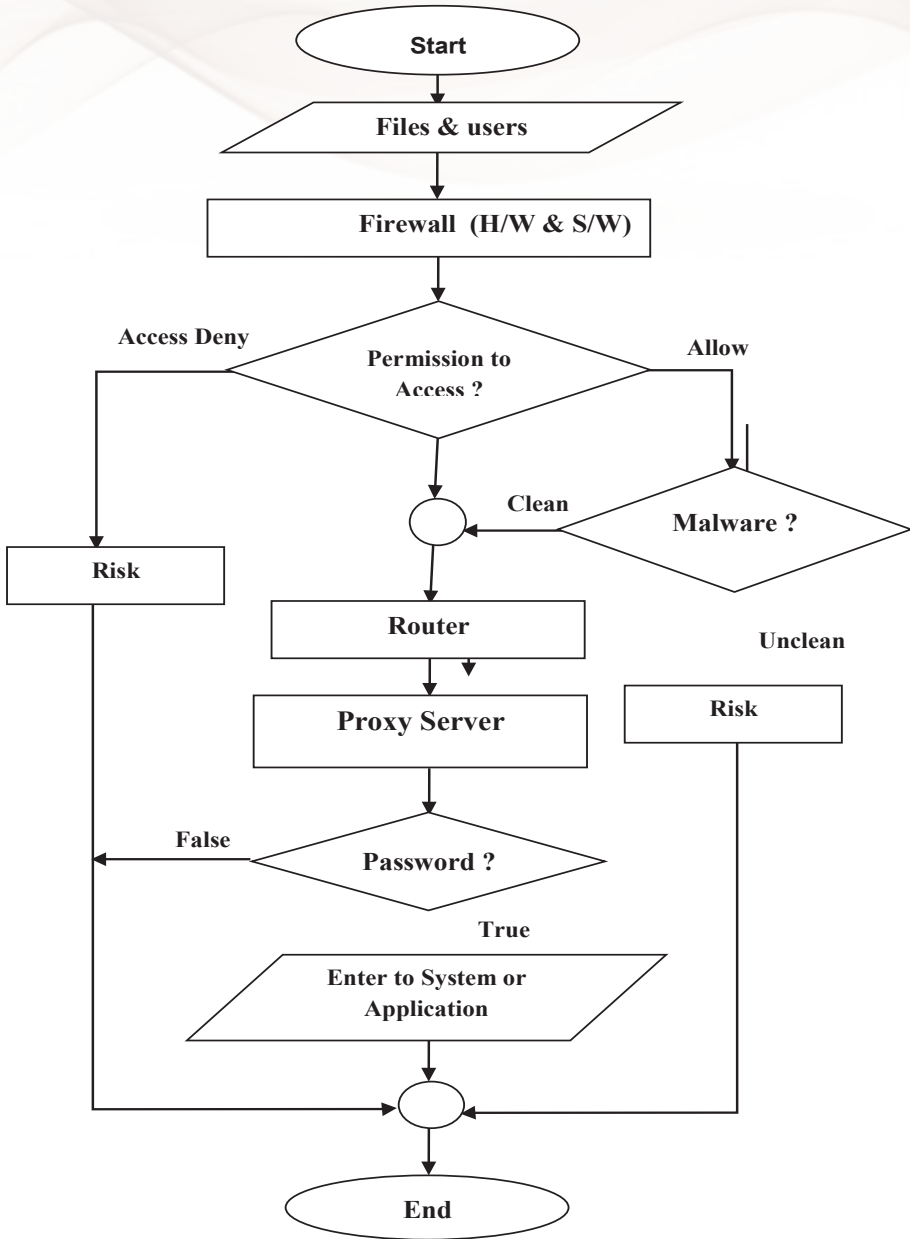 Start
Files & users
Firewall (H/W & S/W)
Access Deny
Permission to
Access ?
Allow
Clean
Malware ?
Risk
Router
Unclean
Proxy Server
Risk
False
Password ?
True
Enter to System or
Application
End